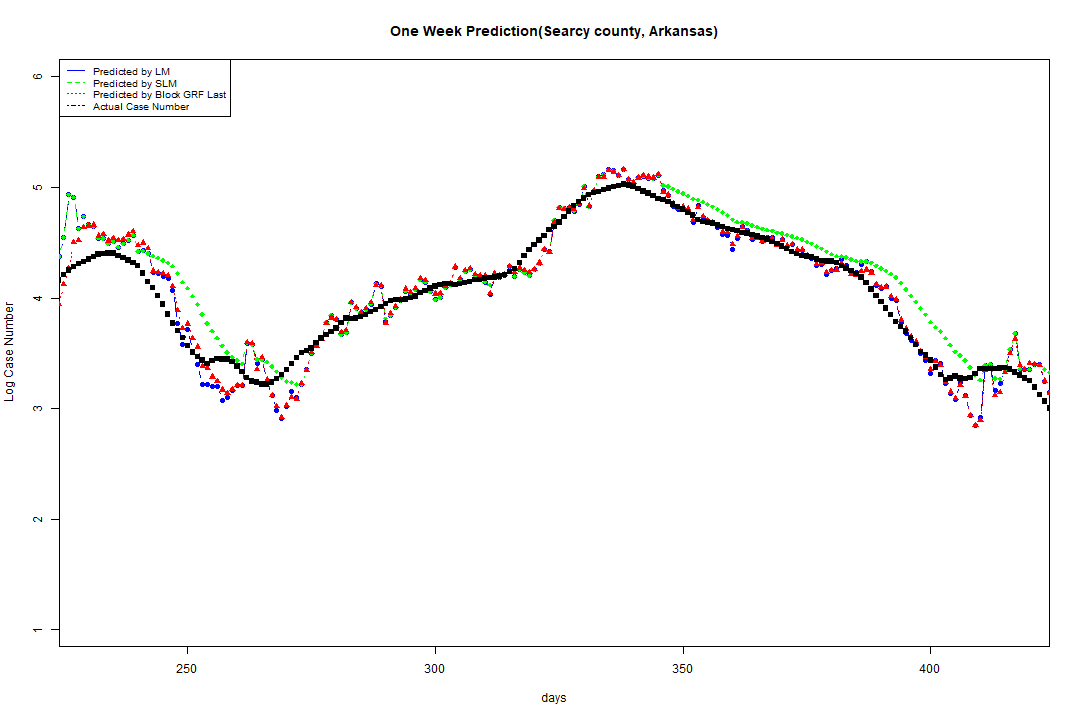 One Week Prediction(Searcy county, Arkansas)
Predicted by LM
Predicted by SLM
Predicted by Block GRF Last
Actual Case Number
6
5
4
3
2
1
Log Case Number
250
300
350
400
days